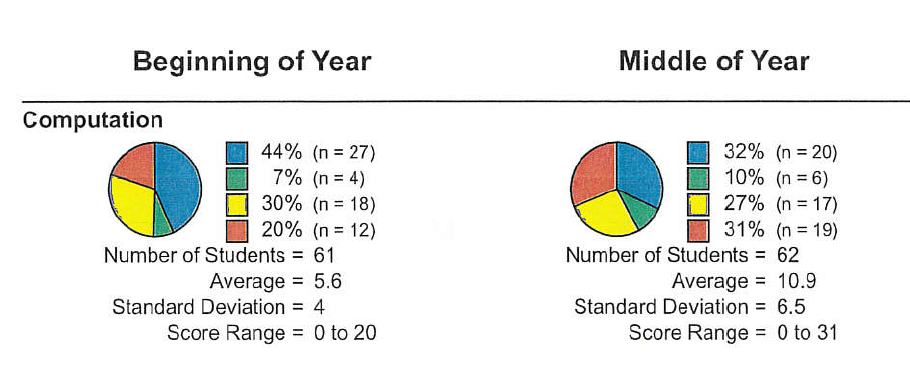 Beginning of Year
Middle of Year
Computation
44% (n = 27)
7% (n = 4)
30% (n = 18)
20% (n = 12)
Number of Students = 61
Average = 5.6
Standard Deviation = 4
Score Range = 0 to 20
32% (n = 20)
10% (n = 6)
27% (n = 17)
31% (n = 19)
Number of Students = 62
Average = 10.9
Standard Deviation = 6.5
Score Range = 0 to 31